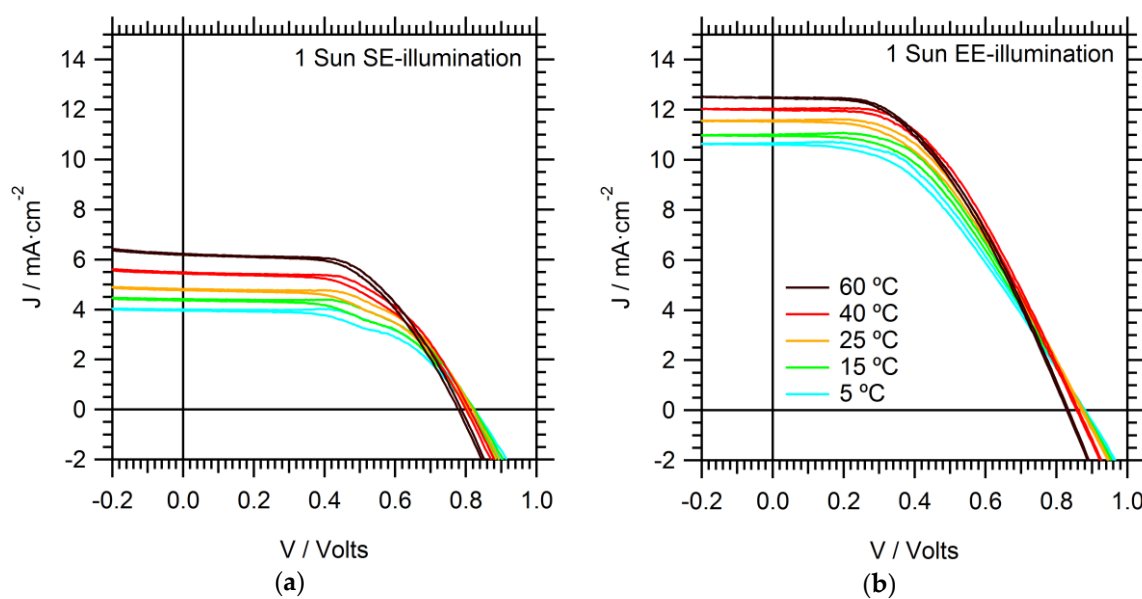 1 Sun SE-illumination
14
12
10
8
6
4
2
0
-2
J / mA·cm-2
-0.2 0.0 0.2 0.4 0.6 0.8 1.0
V / Volts
(a)
1 Sun EE-illumination
14
12
10
8
6
4
2
0
-2
J / mA·cm-2
60 ºC
40 ºC
25 ºC
15 ºC
5 ºC
-0.2 0.0 0.2 0.4 0.6 0.8 1.0
V / Volts
(b)